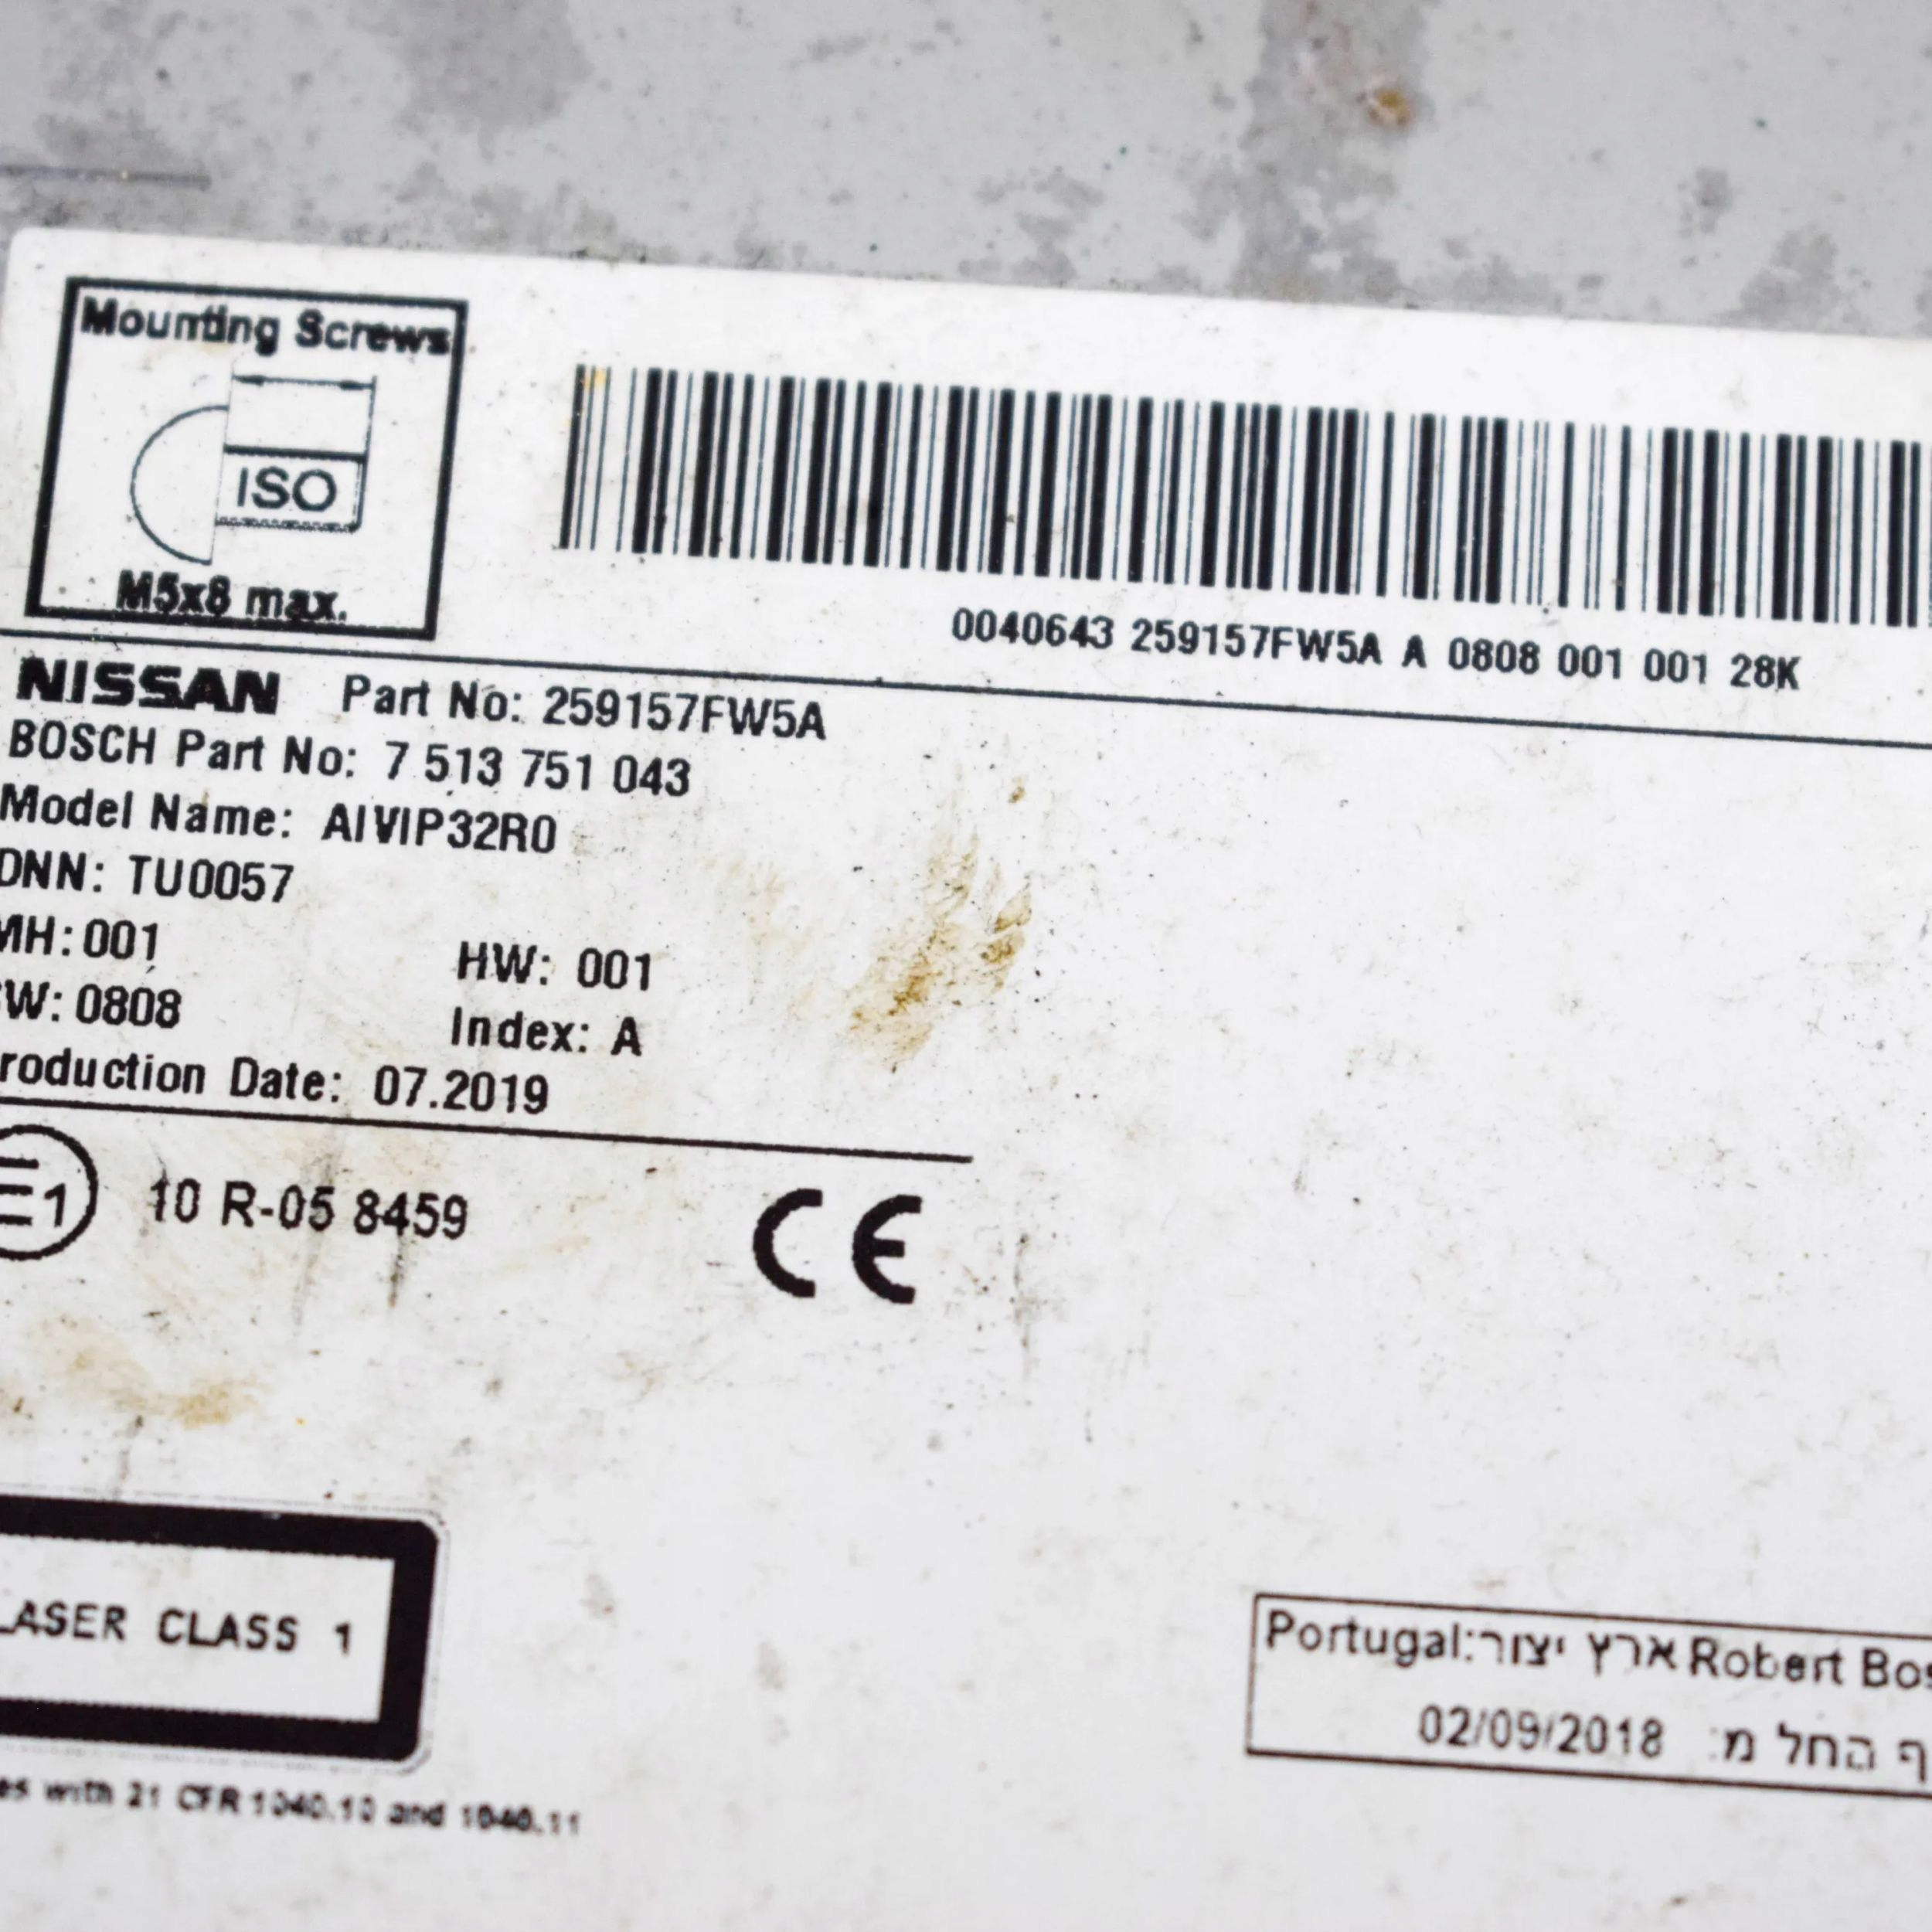 Mounting Screws
ISO
M5x8 max.
0040643 259157FW5A A 0808 001 001 28K
NISSAN Part No: 259157FW5A
BOSCH Part No: 7 513 751 043
Model Name: AIVIP32R0
DNN: TU0057
MH: 001 HW: 001
W: 0808 Index: A
roduction Date: 07.2019
E1 10 R-05 8459 CE
LASER CLASS 1
es with 21 CFR 1040.10 and 1040.11
Portugal:ארץ יצור Robert Bos
ף החל מ: 02/09/2018